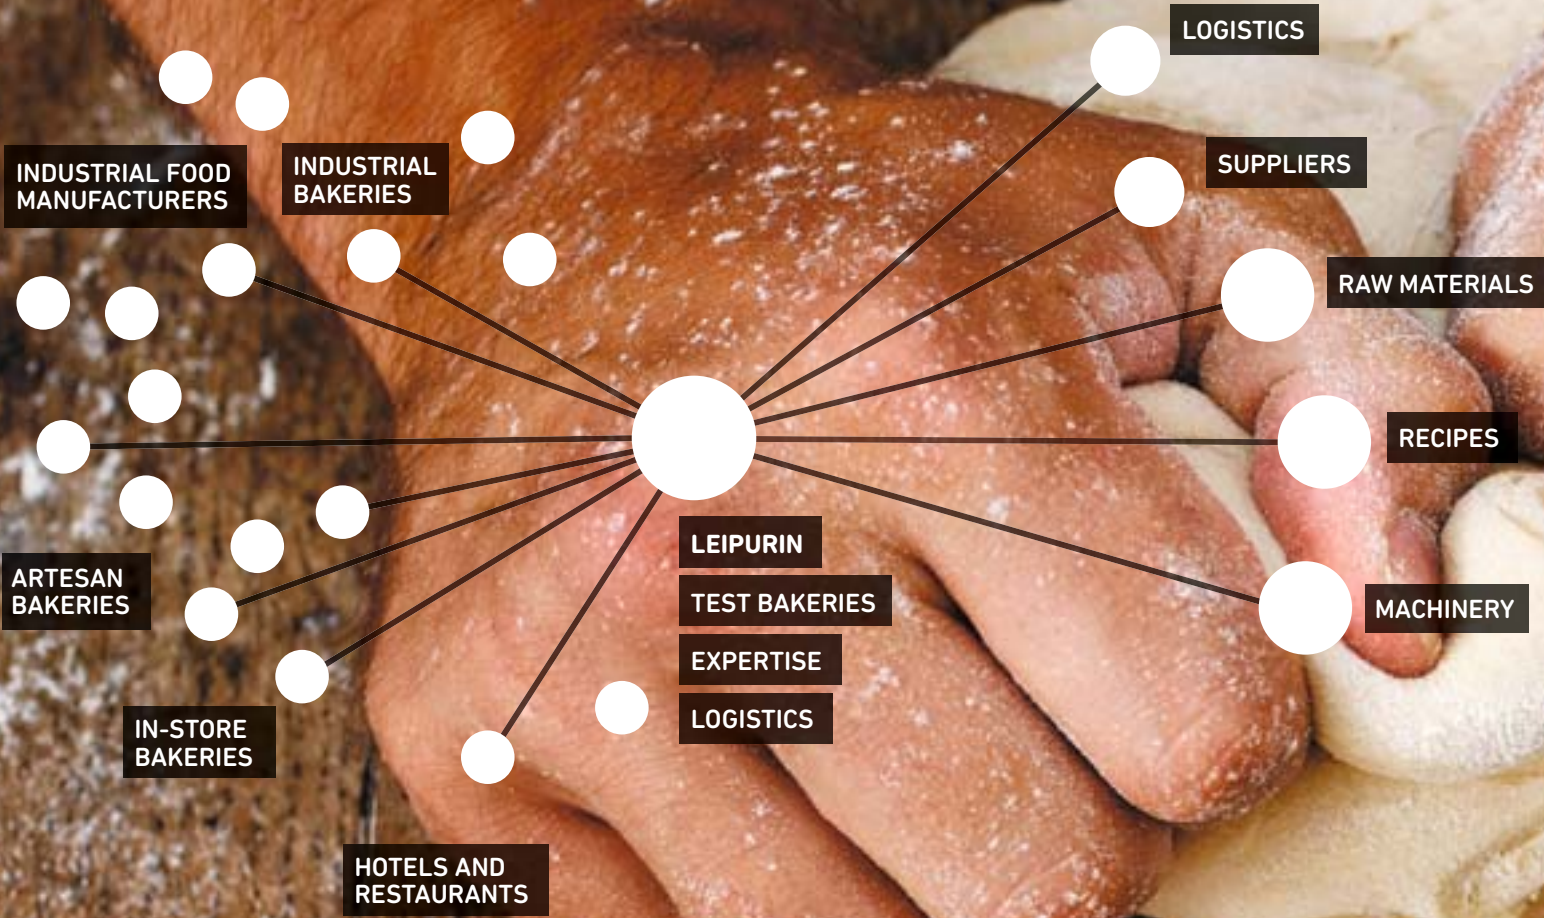 LOGISTICS
SUPPLIERS
INDUSTRIAL FOOD
MANUFACTURERS
INDUSTRIAL
BAKERIES
RAW MATERIALS
RECIPES
LEIPURIN
TEST BAKERIES
EXPERTISE
LOGISTICS
ARTESAN
BAKERIES
MACHINERY
IN-STORE
BAKERIES
HOTELS AND
RESTAURANTS